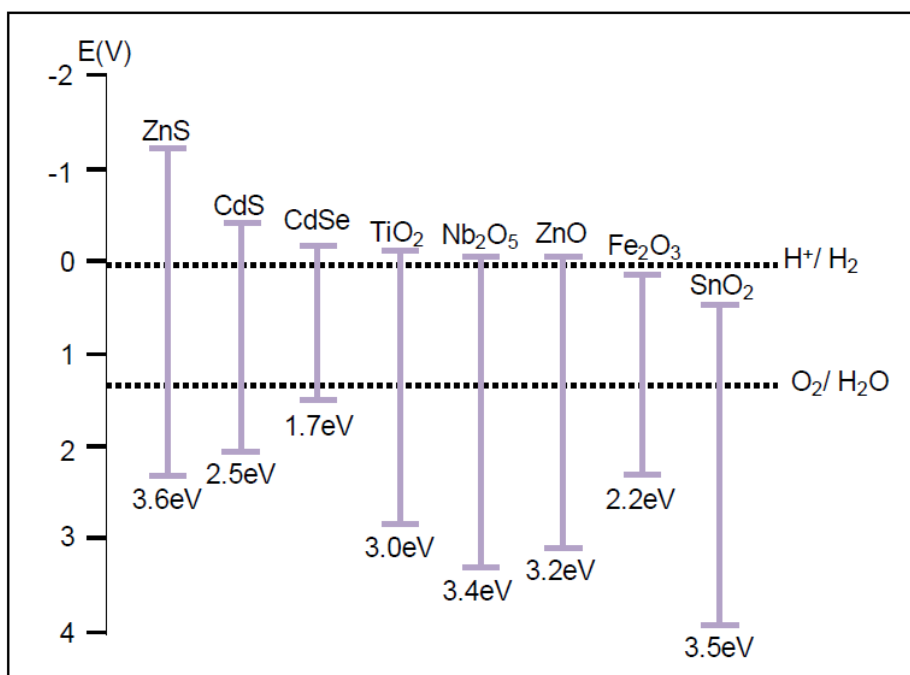 E(V)
-2
-1
0
1
2
3
4
ZnS
CdS
CdSe
TiO₂
Nb₂O₅
ZnO
Fe₂O₃
SnO₂
H⁺/ H₂
O₂/ H₂O
3.6eV
2.5eV
1.7eV
3.0eV
3.4eV
3.2eV
2.2eV
3.5eV